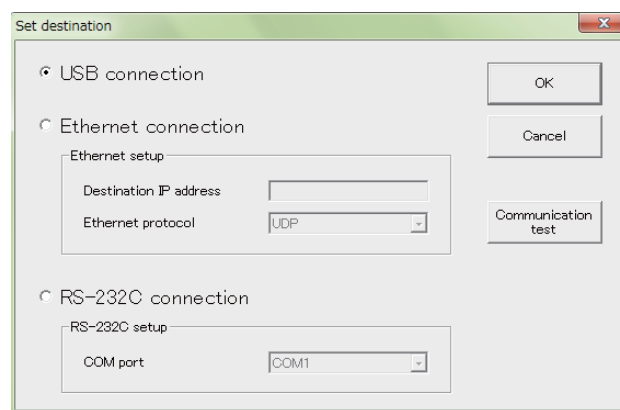 Set destination
USB connection
OK
Ethernet connection
Cancel
Ethernet setup
Destination IP address
Ethernet protocol UDP
Communication
test
RS-232C connection
RS-232C setup
COM port COM1